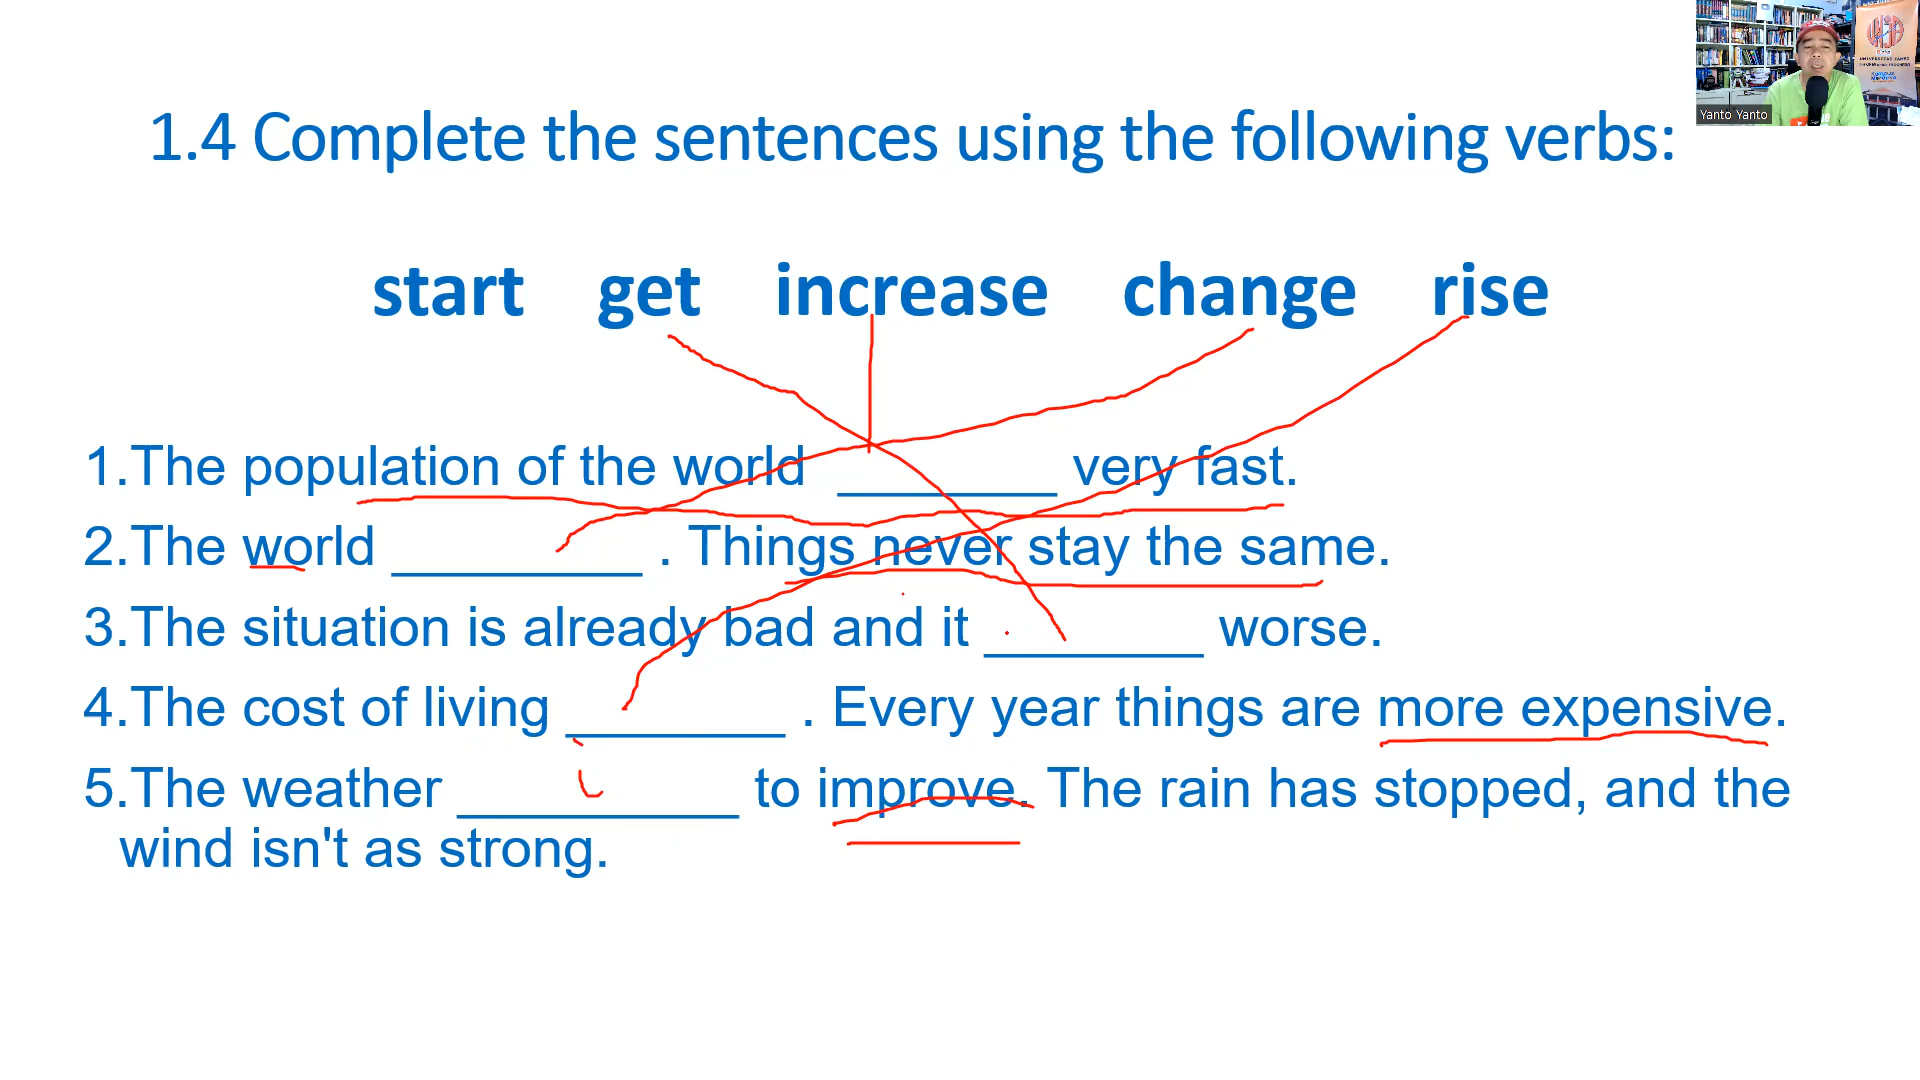 1.4 Complete the sentences using the following verbs:
Yanto Yanto
start get increase change rise
1.The population of the world ________ very fast.
2.The world _________ . Things never stay the same.
3.The situation is already bad and it ________ worse.
4.The cost of living ________ . Every year things are more expensive.
5.The weather __________ to improve. The rain has stopped, and the
wind isn't as strong.